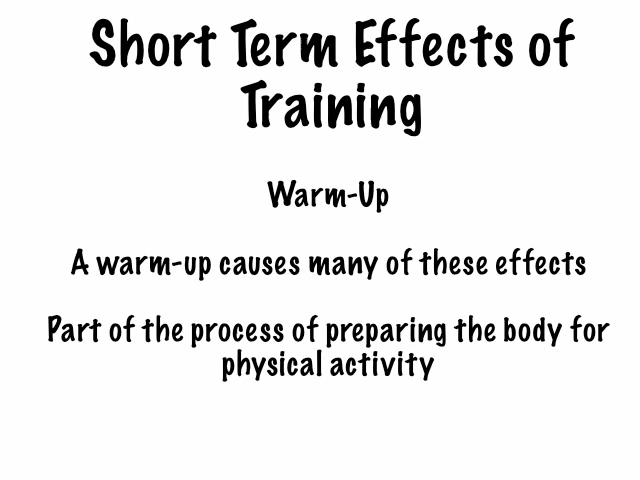 Short Term Effects of
Training
Warm-Up
A warm-up causes many of these effects
Part of the process of preparing the body for
physical activity